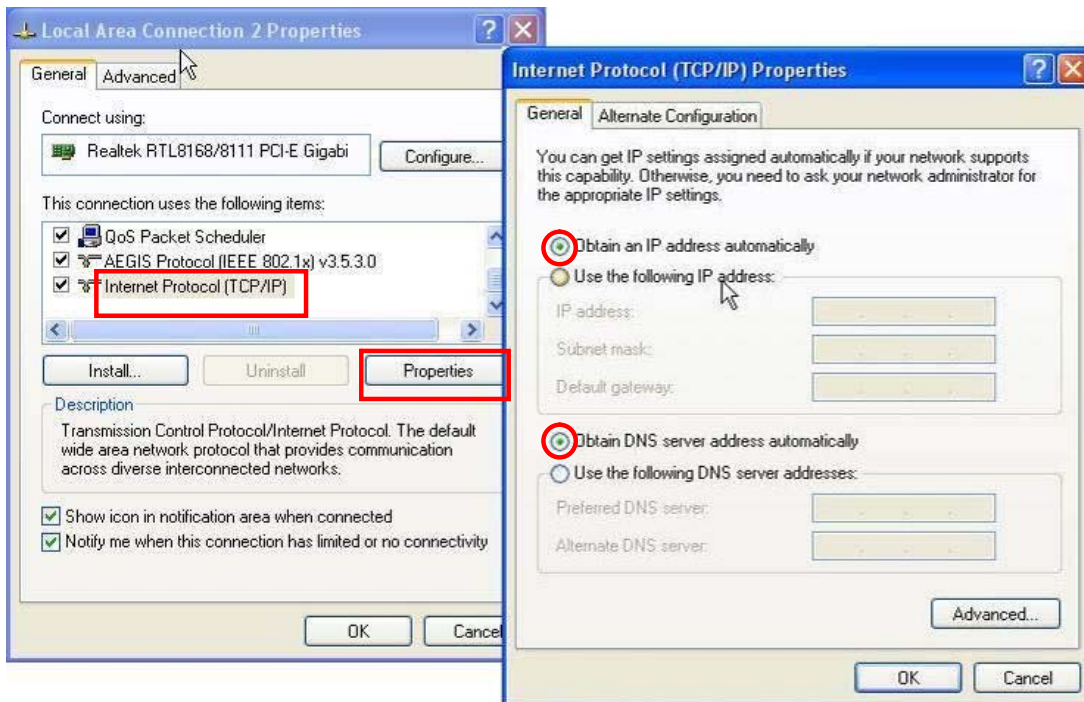 Local Area Connection 2 Properties
General
Advanced
Connect using:
Realtek RTL8168/8111 PCI-E Gigabi
Configure...
This connection uses the following items:
QoS Packet Scheduler
AEGIS Protocol (IEEE 802.1x) v3.5.3.0
Internet Protocol (TCP/IP)
Install...
Uninstall
Properties
Description
Transmission Control Protocol/Internet Protocol. The default
wide area network protocol that provides communication
across diverse interconnected networks.
Show icon in notification area when connected
Notify me when this connection has limited or no connectivity
OK
Cancel
Internet Protocol (TCP/IP) Properties
General
Alternate Configuration
You can get IP settings assigned automatically if your network supports
this capability. Otherwise, you need to ask your network administrator for
the appropriate IP settings.
Obtain an IP address automatically
Use the following IP address:
IP address:
Subnet mask:
Default gateway:
Obtain DNS server address automatically
Use the following DNS server addresses:
Preferred DNS server:
Alternate DNS server:
Advanced...
OK
Cancel